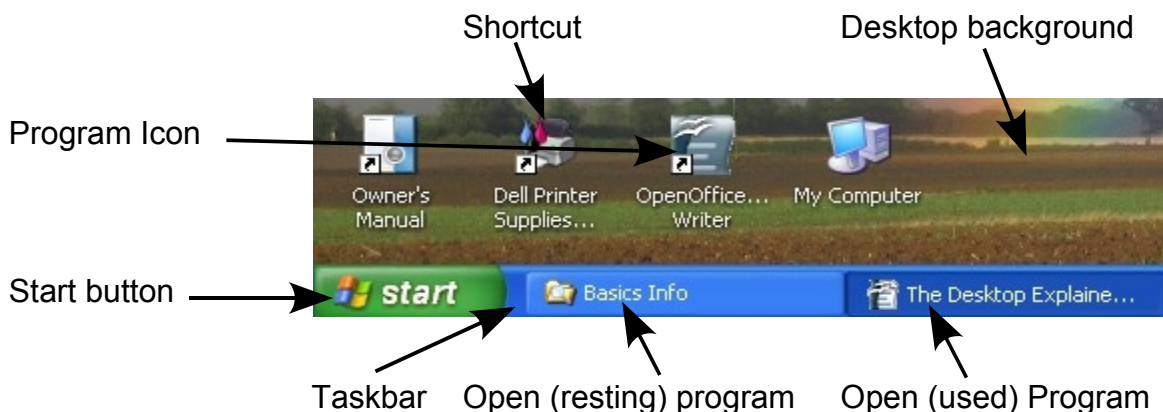 Shortcut
Desktop background
Program Icon
Owner's
Manual
Dell Printer
Supplies...
OpenOffice...
Writer
My Computer
Start button
start
Basics Info
The Desktop Explaine...
Taskbar
Open (resting) program
Open (used) Program